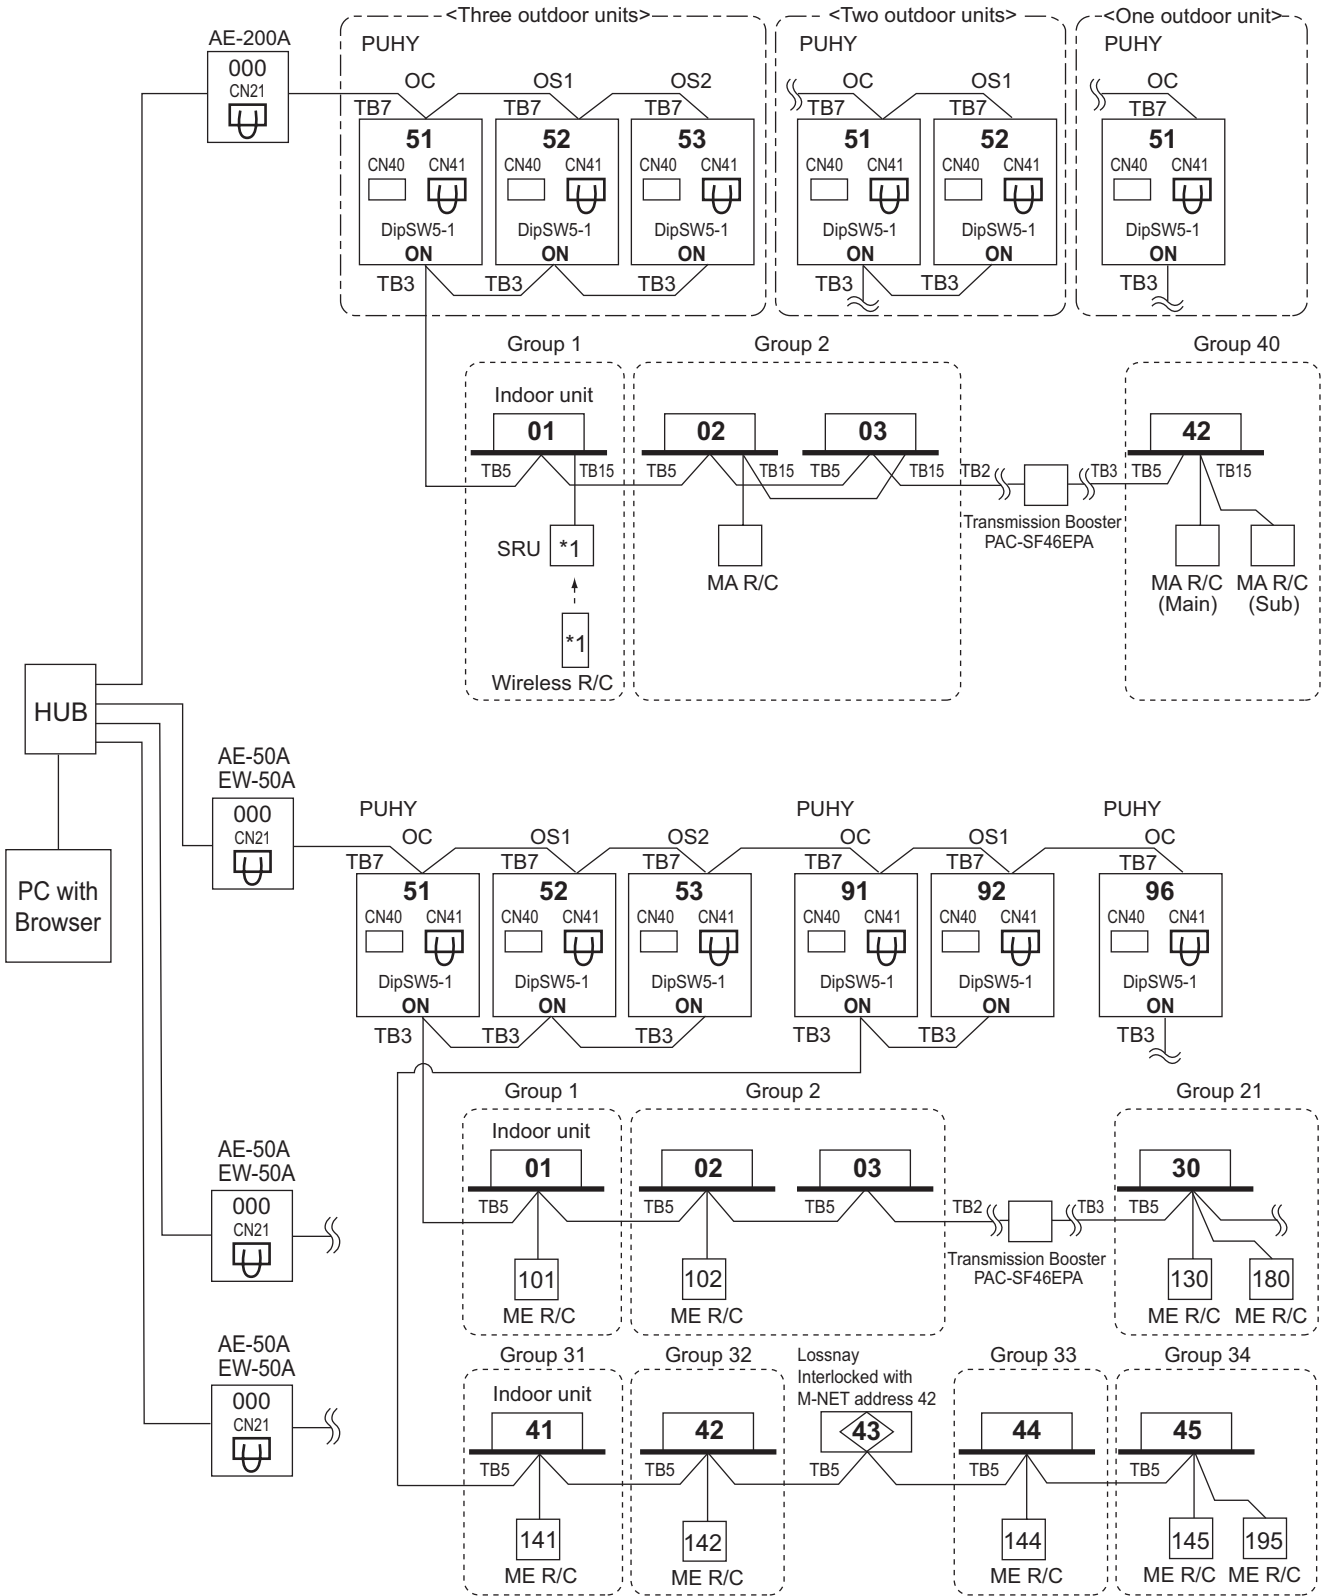 <Three outdoor units>
<Two outdoor units>
<One outdoor unit>
AE-200A
000
CN21
PUHY
OC OS1 OS2
TB7 TB7 TB7
51 52 53
CN40 CN41 CN40 CN41 CN40 CN41
DipSW5-1 DipSW5-1 DipSW5-1
ON ON ON
TB3 TB3 TB3
PUHY
OC OS1
TB7 TB7
51 52
CN40 CN41 CN40 CN41
DipSW5-1 DipSW5-1
ON ON
TB3 TB3
PUHY
OC
TB7
51
CN40 CN41
DipSW5-1
ON
TB3
Group 1
Indoor unit
01
TB5 TB15
SRU *1
*1
Wireless R/C
Group 2
02 03
TB5 TB15 TB5 TB15
MA R/C
TB2 TB3
Transmission Booster
PAC-SF46EPA
Group 40
42
TB5 TB15
MA R/C MA R/C
(Main) (Sub)
HUB
PC with
Browser
AE-50A
EW-50A
000
CN21
PUHY
OC OS1 OS2
TB7 TB7 TB7
51 52 53
CN40 CN41 CN40 CN41 CN40 CN41
DipSW5-1 DipSW5-1 DipSW5-1
ON ON ON
TB3 TB3 TB3
PUHY
OC OS1
TB7 TB7
91 92
CN40 CN41 CN40 CN41
DipSW5-1 DipSW5-1
ON ON
TB3 TB3
PUHY
OC
TB7
96
CN40 CN41
DipSW5-1
ON
TB3
Group 1
Indoor unit
01
TB5
101
ME R/C
Group 2
02 03
TB5 TB5
102
ME R/C
TB2 TB3
Transmission Booster
PAC-SF46EPA
Group 21
30
TB5
130 180
ME R/C ME R/C
AE-50A
EW-50A
000
CN21
AE-50A
EW-50A
000
CN21
Group 31
Indoor unit
41
TB5
141
ME R/C
Group 32
42
TB5
142
ME R/C
Lossnay
Interlocked with
M-NET address 42
43
TB5
Group 33
44
TB5
144
ME R/C
Group 34
45
TB5
145 195
ME R/C ME R/C